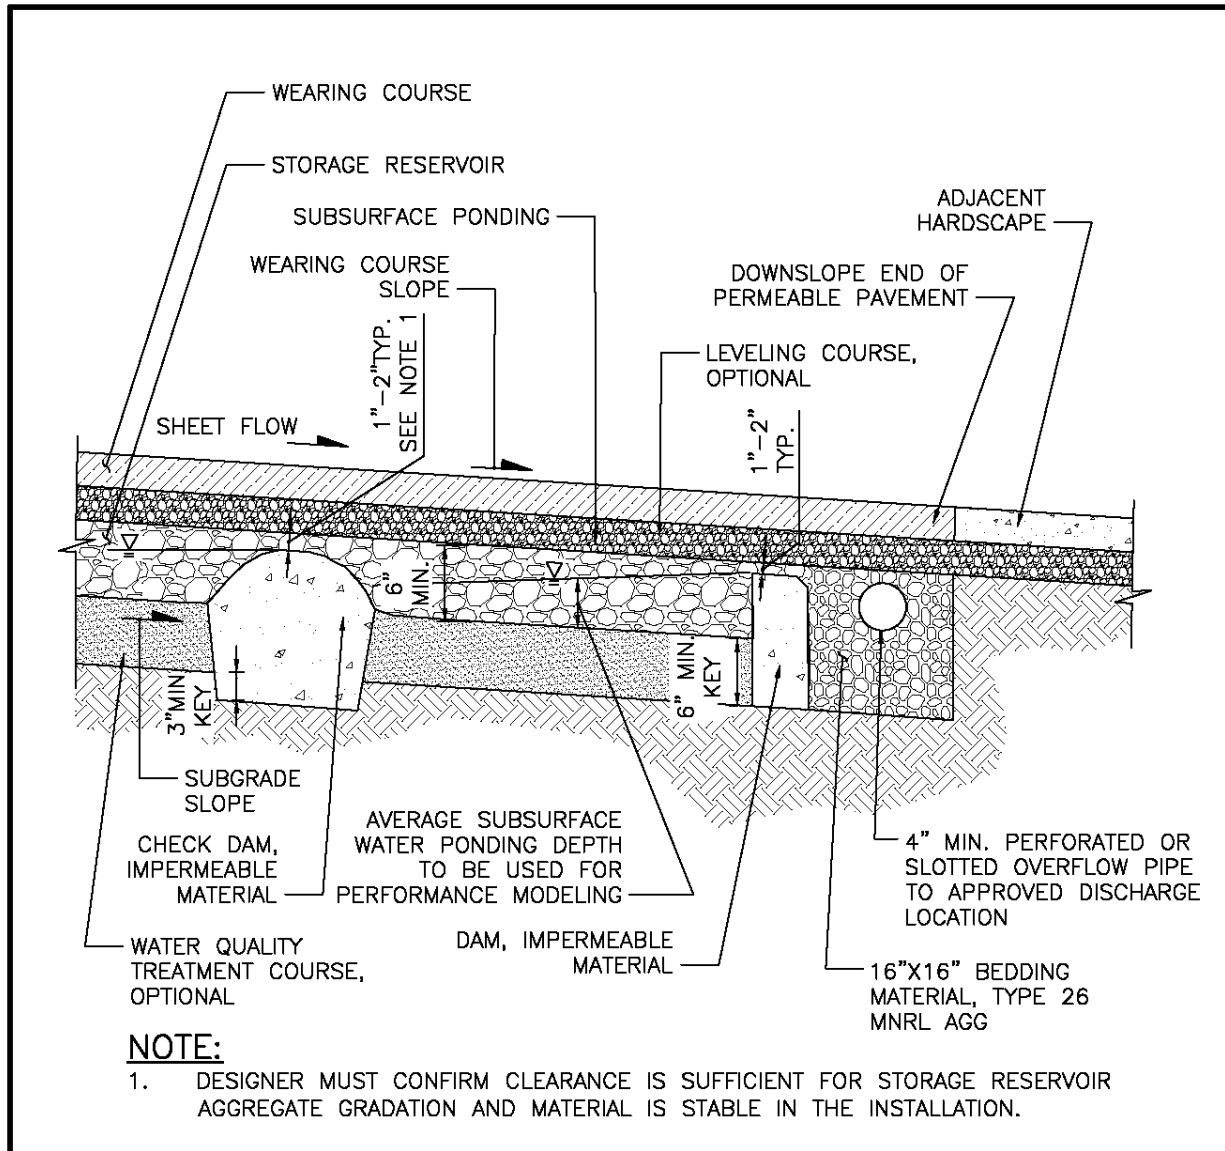 WEARING COURSE
STORAGE RESERVOIR
SUBSURFACE PONDING
WEARING COURSE
SLOPE
ADJACENT
HARDSCAPE
DOWNSLOPE END OF
PERMEABLE PAVEMENT
1"-2"TYP.
SEE NOTE 1
LEVELING COURSE,
OPTIONAL
SHEET FLOW
1"-2"
TYP.
6"
MIN.
3"MIN.
KEY
6" MIN.
KEY
SUBGRADE
SLOPE
CHECK DAM,
IMPERMEABLE
MATERIAL
AVERAGE SUBSURFACE
WATER PONDING DEPTH
TO BE USED FOR
PERFORMANCE MODELING
4" MIN. PERFORATED OR
SLOTTED OVERFLOW PIPE
TO APPROVED DISCHARGE
LOCATION
WATER QUALITY
TREATMENT COURSE,
OPTIONAL
DAM, IMPERMEABLE
MATERIAL
16"X16" BEDDING
MATERIAL, TYPE 26
MNRL AGG
NOTE:
1. DESIGNER MUST CONFIRM CLEARANCE IS SUFFICIENT FOR STORAGE RESERVOIR
AGGREGATE GRADATION AND MATERIAL IS STABLE IN THE INSTALLATION.